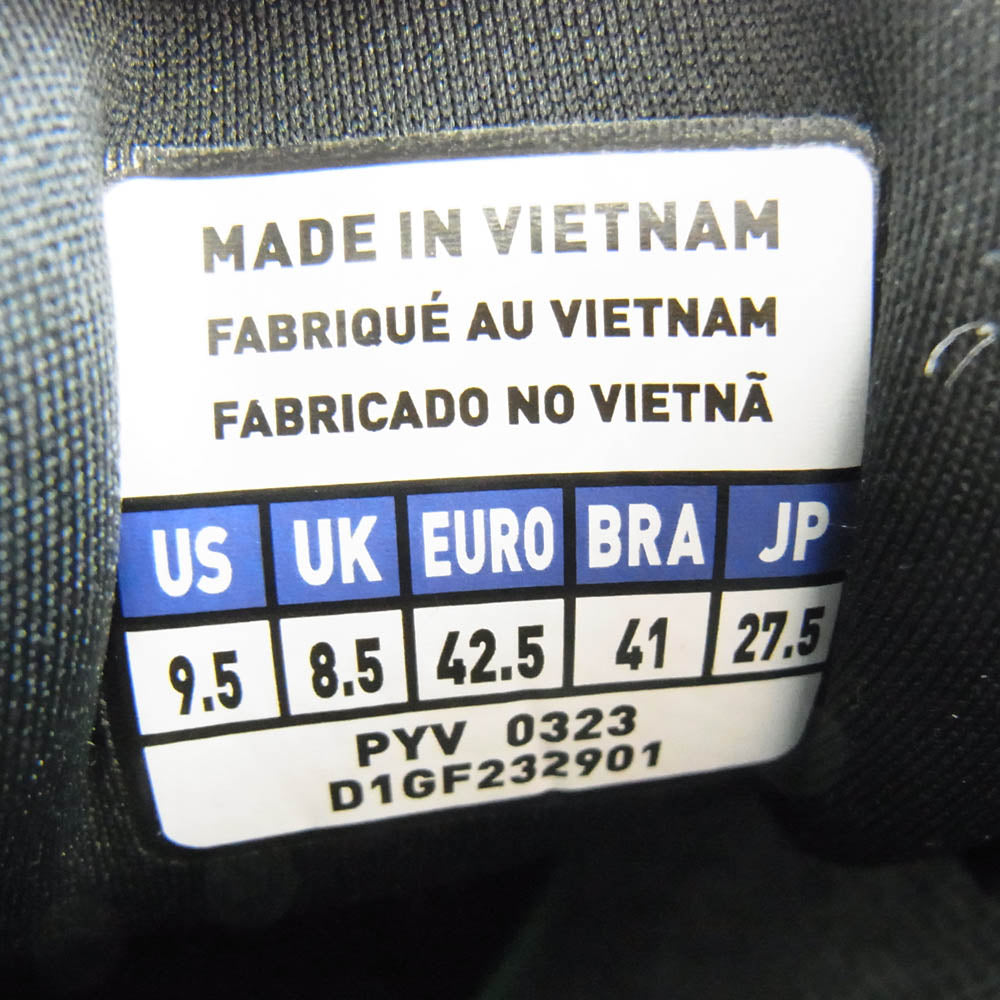 MADE IN VIETNAM
FABRIQUÉ AU VIETNAM
FABRICADO NO VIETNÃ
US UK EURO BRA JP
9.5 8.5 42.5 41 27.5
PYV 0323
D1GF232901